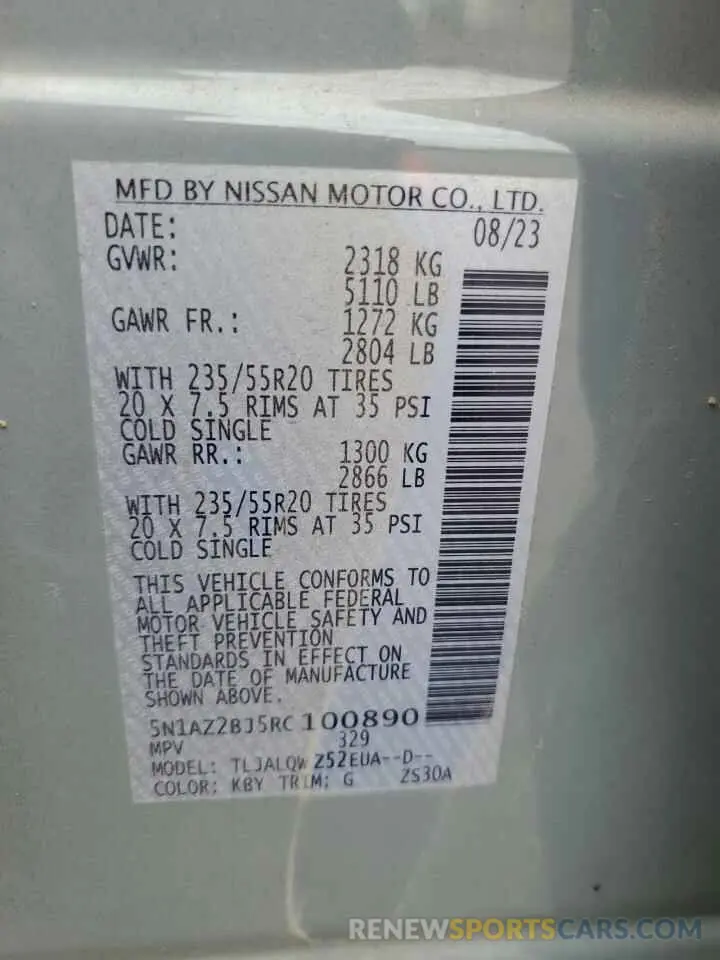 MFD BY NISSAN MOTOR CO., LTD.
DATE: 08/23
GVWR: 2318 KG
5110 LB
GAWR FR.: 1272 KG
2804 LB
WITH 235/55R20 TIRES
20 X 7.5 RIMS AT 35 PSI
COLD SINGLE
GAWR RR.: 1300 KG
2866 LB
WITH 235/55R20 TIRES
20 X 7.5 RIMS AT 35 PSI
COLD SINGLE
THIS VEHICLE CONFORMS TO
ALL APPLICABLE FEDERAL
MOTOR VEHICLE SAFETY AND
THEFT PREVENTION
STANDARDS IN EFFECT ON
THE DATE OF MANUFACTURE
SHOWN ABOVE.
5N1AZ2BJ5RC100890
MPV 329
MODEL: TLJALQWZ52EUA--D--
COLOR: KBY TRIM: G ZS30A
RENEWSPORTSCARS.COM